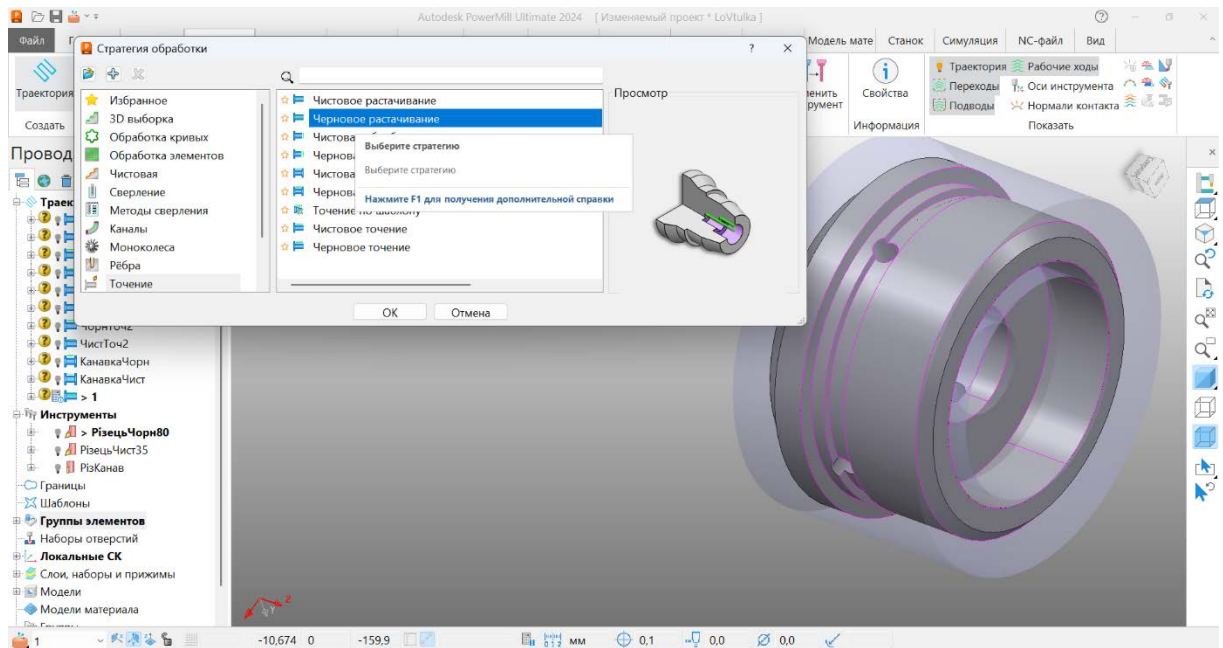 Autodesk PowerMill Ultimate 2024 [ Изменяемый проект * LoVtulka ]
Файл
Модель мате Станок Симуляция NC-файл Вид
Стратегия обработки
Избранное
3D выборка
Обработка кривых
Обработка элементов
Чистовая
Сверление
Методы сверления
Каналы
Моноколеса
Рёбра
Точение
Чистовое растачивание
Черновое растачивание
Выберите стратегию
Выберите стратегию
Нажмите F1 для получения дополнительной справки
Чистовое точение
Черновое точение
Просмотр
ОК Отмена
Траектория
Создать
Свойства
Информация
Траектория Рабочие ходы
Переходы Оси инструмента
Подводы Нормали контакта
Показать
Провод
Траек
ЧистТоч2
КанавкаЧорн
КанавкаЧист
> 1
Инструменты
> РізецьЧорн80
РізецьЧист35
РізКанав
Границы
Шаблоны
Группы элементов
Наборы отверстий
Локальные СК
Слои, наборы и прижимы
Модели
Модели материала
Z
1 -10,674 0 -159,9 мм 0,1 0,0 0,0